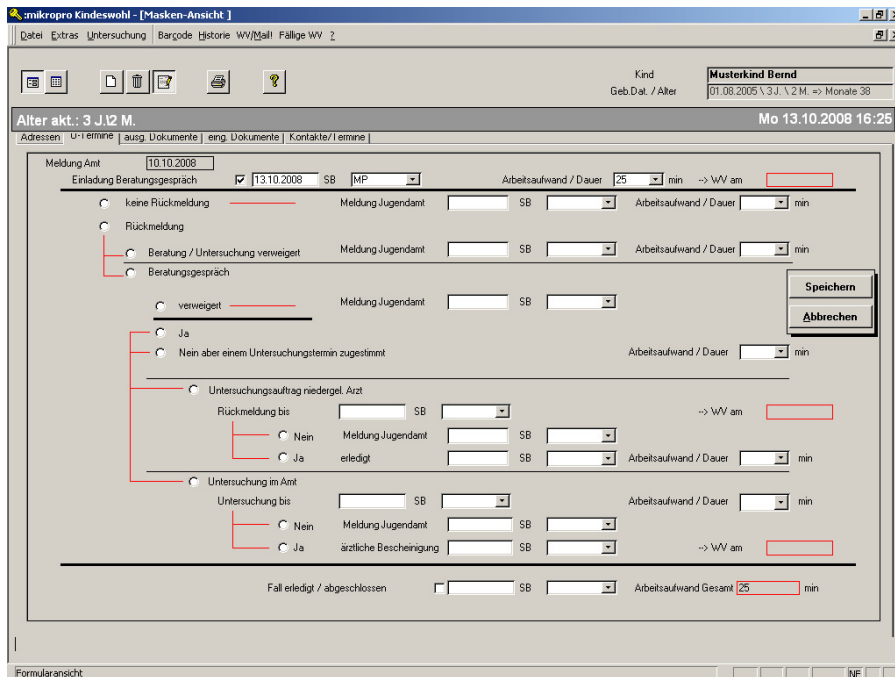 :mikropro Kindeswohl - [Masken-Ansicht ]
Datei Extras Untersuchung Barcode Historie WV/Mail! Fällige WV ?
Kind Musterkind Bernd
Geb.Dat. / Alter 01.08.2005 \ 3 J. \ 2 M. => Monate 38
Alter akt.: 3 J.\2 M. Mo 13.10.2008 16:25
Adressen U-Termine ausg. Dokumente eing. Dokumente Kontakte/Termine
Meldung Amt 10.10.2008
Einladung Beratungsgespräch 13.10.2008 SB MP Arbeitsaufwand / Dauer 25 min --> WV am
keine Rückmeldung Meldung Jugendamt SB Arbeitsaufwand / Dauer min
Rückmeldung
Beratung / Untersuchung verweigert Meldung Jugendamt SB Arbeitsaufwand / Dauer min
Beratungsgespräch
Speichern
verweigert Meldung Jugendamt SB
Abbrechen
Ja
Nein aber einem Untersuchungstermin zugestimmt Arbeitsaufwand / Dauer min
Untersuchungsauftrag niedergel. Arzt
Rückmeldung bis SB --> WV am
Nein Meldung Jugendamt SB
Ja erledigt SB Arbeitsaufwand / Dauer min
Untersuchung im Amt
Untersuchung bis SB Arbeitsaufwand / Dauer min
Nein Meldung Jugendamt SB
Ja ärztliche Bescheinigung SB --> WV am
Fall erledigt / abgeschlossen SB Arbeitsaufwand Gesamt 25 min
Formularansicht NF